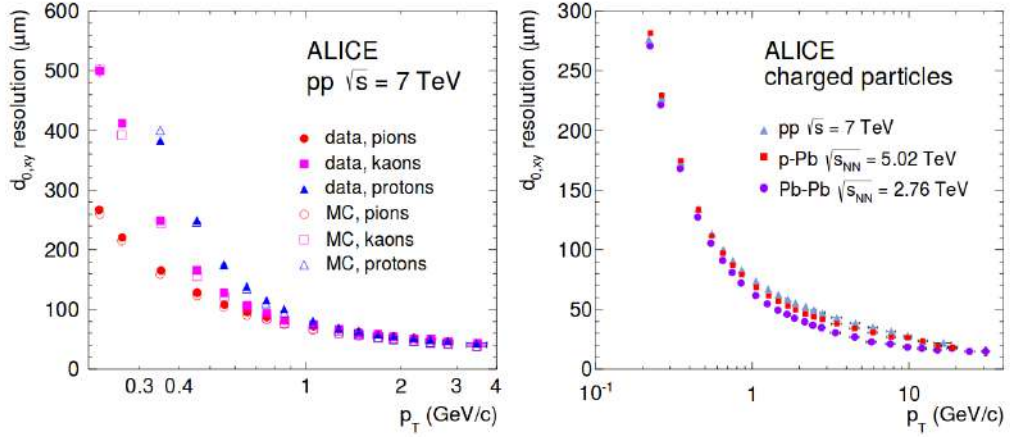 d0,xy resolution (μm)
600
500
400
300
200
100
0
ALICE
pp √s = 7 TeV
data, pions
data, kaons
data, protons
MC, pions
MC, kaons
MC, protons
0.3 0.4 1 2 3 4
pT (GeV/c)
d0,xy resolution (μm)
300
250
200
150
100
50
0
ALICE
charged particles
pp √s = 7 TeV
p-Pb √sNN = 5.02 TeV
Pb-Pb √sNN = 2.76 TeV
10-1 1 10
pT (GeV/c)